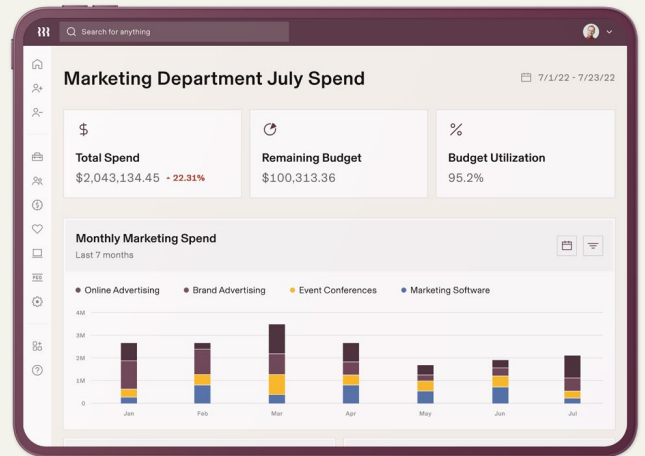 Search for anything
Marketing Department July Spend
7/1/22 - 7/23/22
$
%
Total Spend
Remaining Budget
Budget Utilization
$2,043,134.45 - 22.31%
$100,313.36
95.2%
Monthly Marketing Spend
Last 7 months
Online Advertising
Brand Advertising
Event Conferences
Marketing Software
4M
3M
2M
1M
0
Jan Feb Mar Apr May Jun Jul
PEO